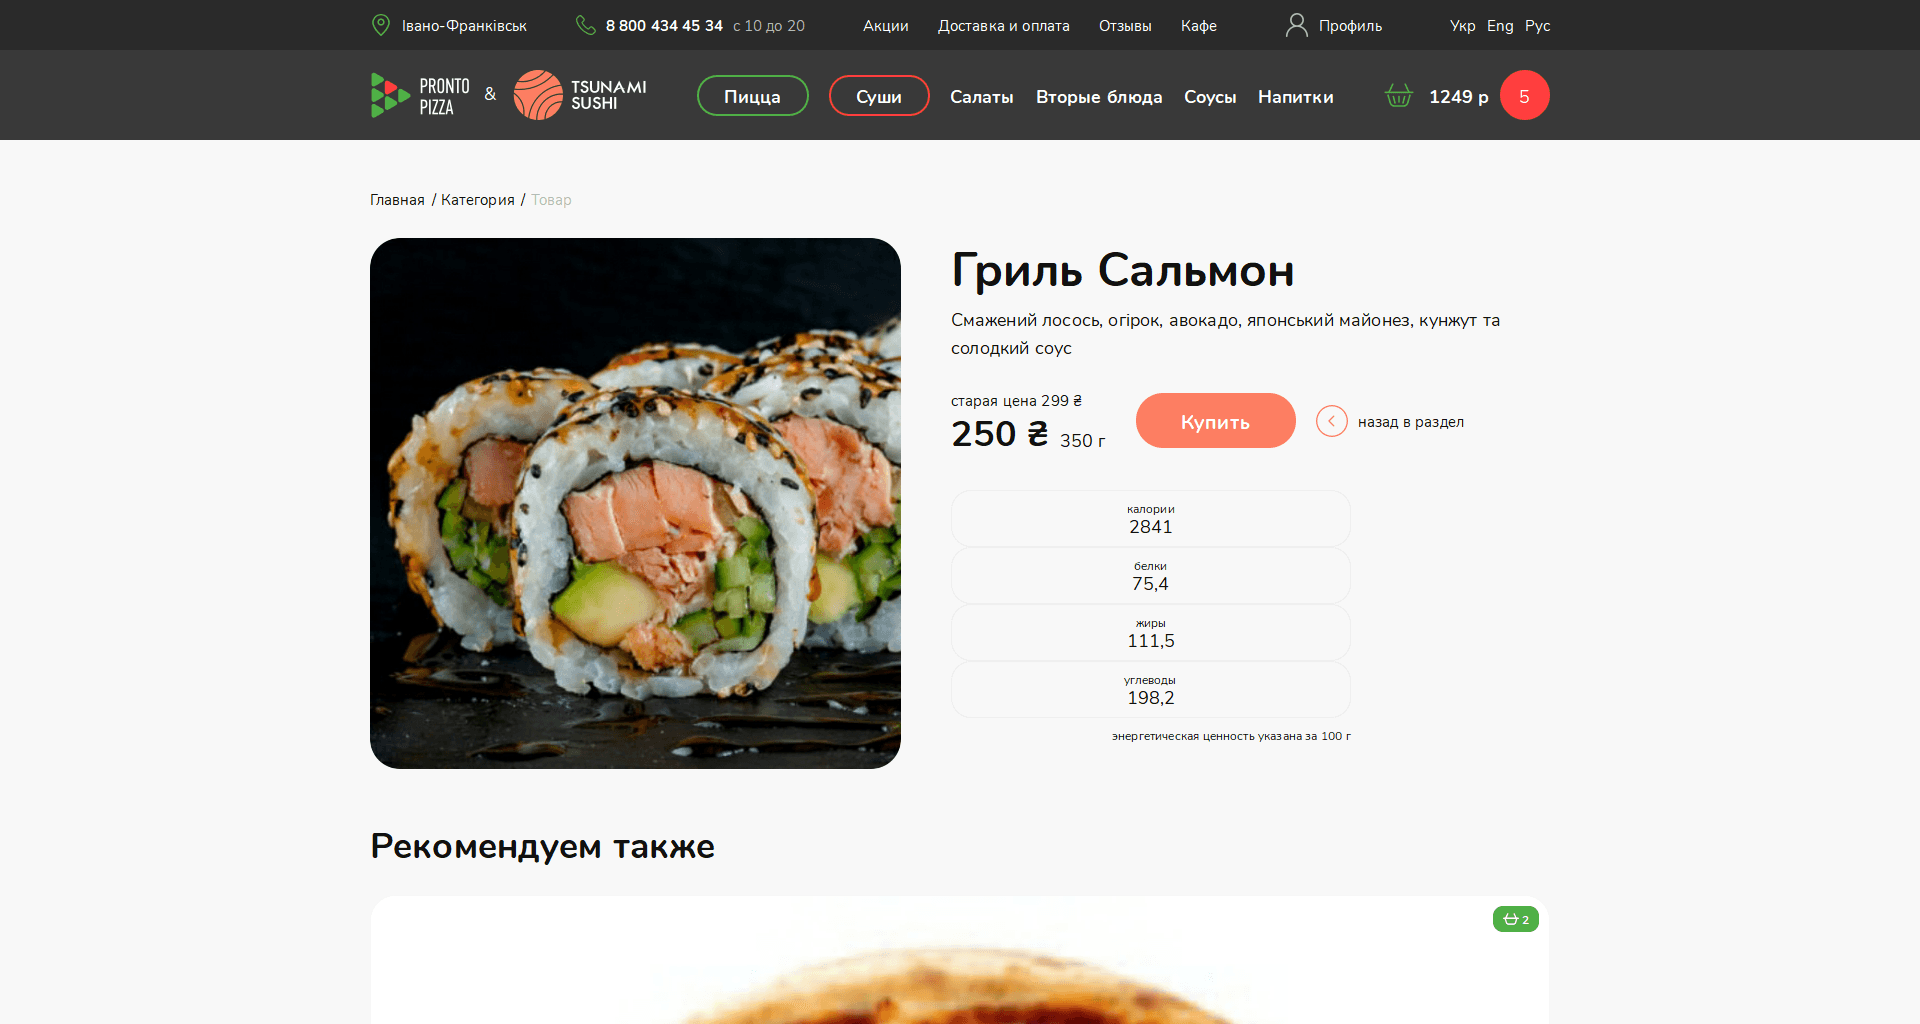 Івано-Франківськ
8 800 434 45 34 с 10 до 20
Акции
Доставка и оплата
Отзывы
Кафе
Профиль
Укр Eng Рус
PRONTO
PIZZA
&
TSUNAMI
SUSHI
Пицца
Суши
Салаты
Вторые блюда
Соусы
Напитки
1249 р
5
Главная / Категория / Товар
Гриль Сальмон
Смажений лосось, огірок, авокадо, японський майонез, кунжут та
солодкий соус
старая цена 299 ₴
250 ₴ 350 г
Купить
назад в раздел
калории
2841
белки
75,4
жиры
111,5
углеводы
198,2
энергетическая ценность указана за 100 г
Рекомендуем также
2